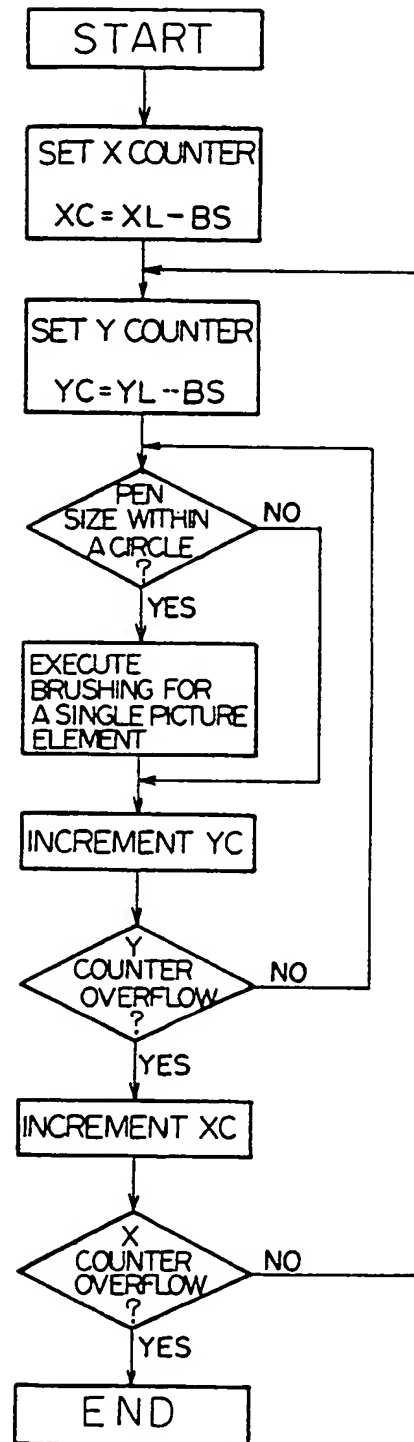 START
SET X COUNTER
XC=XL-BS
SET Y COUNTER
YC=YL--BS
PEN
SIZE WITHIN
A CIRCLE
?
NO
YES
EXECUTE
BRUSHING FOR
A SINGLE PICTURE
ELEMENT
INCREMENT YC
Y
COUNTER
OVERFLOW
?
NO
YES
INCREMENT XC
X
COUNTER
OVERFLOW
?
NO
YES
END